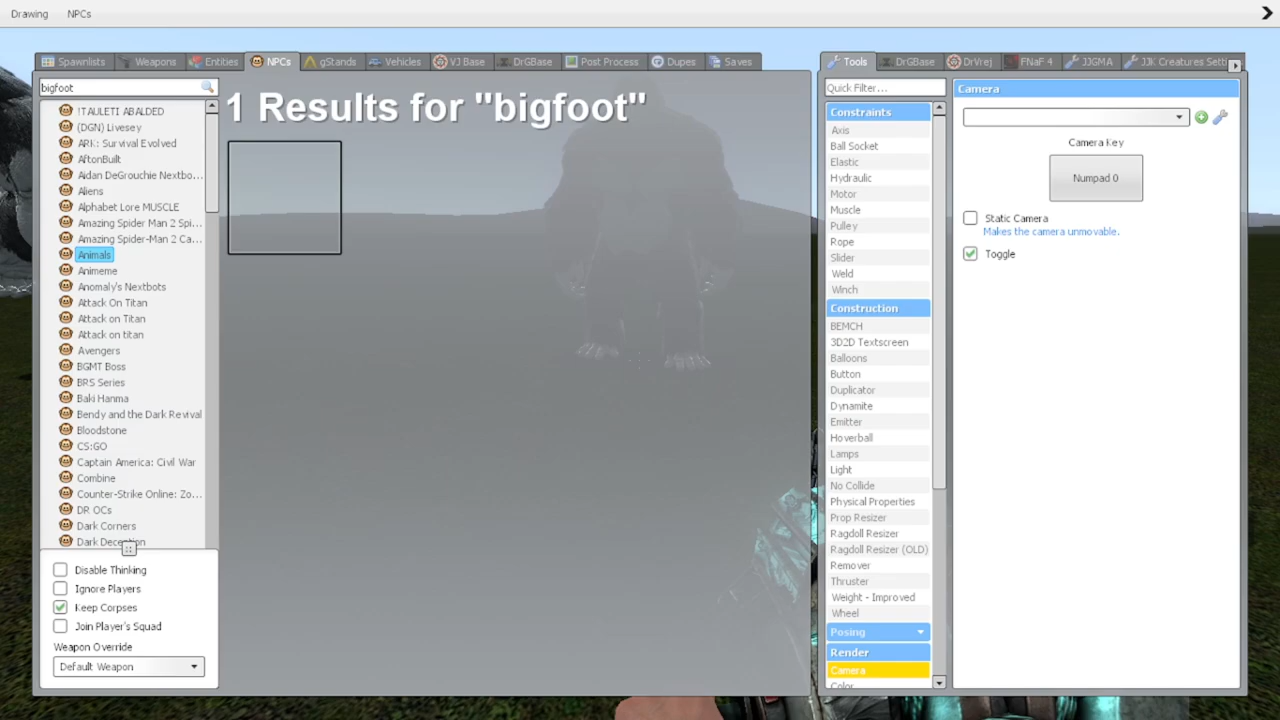 Drawing NPCs
Spawnlists Weapons Entities NPCs gStands Vehicles VJ Base DrGBase Post Process Dupes Saves
Tools DrGBase DrVrej FNaF 4 JJGMA JJK Creatures Setti
bigfoot
1 Results for "bigfoot"
!TAULETI ABALDED
(DGN) Livesey
ARK: Survival Evolved
AftonBuilt
Aidan DeGrouchie Nextbo...
Aliens
Alphabet Lore MUSCLE
Amazing Spider Man 2 Spi...
Amazing Spider-Man 2 Ca...
Animals
Animeme
Anomaly's Nextbots
Attack On Titan
Attack on Titan
Attack on titan
Avengers
BGMT Boss
BRS Series
Baki Hanma
Bendy and the Dark Revival
Bloodstone
CS:GO
Captain America: Civil War
Combine
Counter-Strike Online: Zo...
DR OCs
Dark Corners
Dark Deception
Disable Thinking
Ignore Players
Keep Corpses
Join Player's Squad
Weapon Override
Default Weapon
Quick Filter...
Constraints
Axis
Ball Socket
Elastic
Hydraulic
Motor
Muscle
Pulley
Rope
Slider
Weld
Winch
Construction
BEMCH
3D2D Textscreen
Balloons
Button
Duplicator
Dynamite
Emitter
Hoverball
Lamps
Light
No Collide
Physical Properties
Prop Resizer
Ragdoll Resizer
Ragdoll Resizer (OLD)
Remover
Thruster
Weight - Improved
Wheel
Posing
Render
Camera
Color
Camera
Camera Key
Numpad 0
Static Camera
Makes the camera unmovable.
Toggle